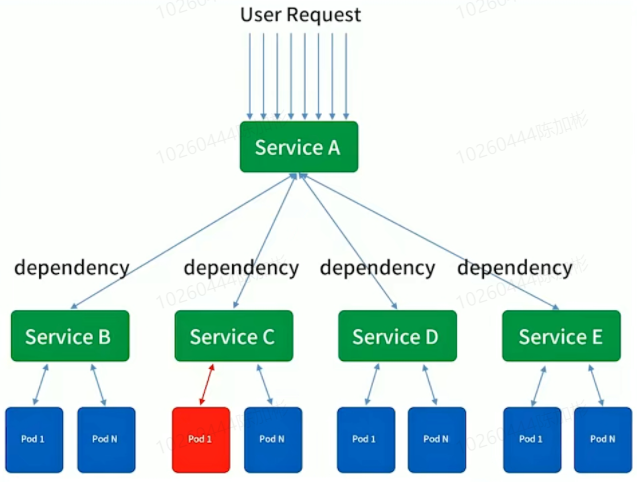 User Request
Service A
dependency dependency dependency dependency
Service B Service C Service D Service E
Pod 1 Pod N Pod 1 Pod N Pod 1 Pod N Pod 1 Pod N
10260444陈加彬